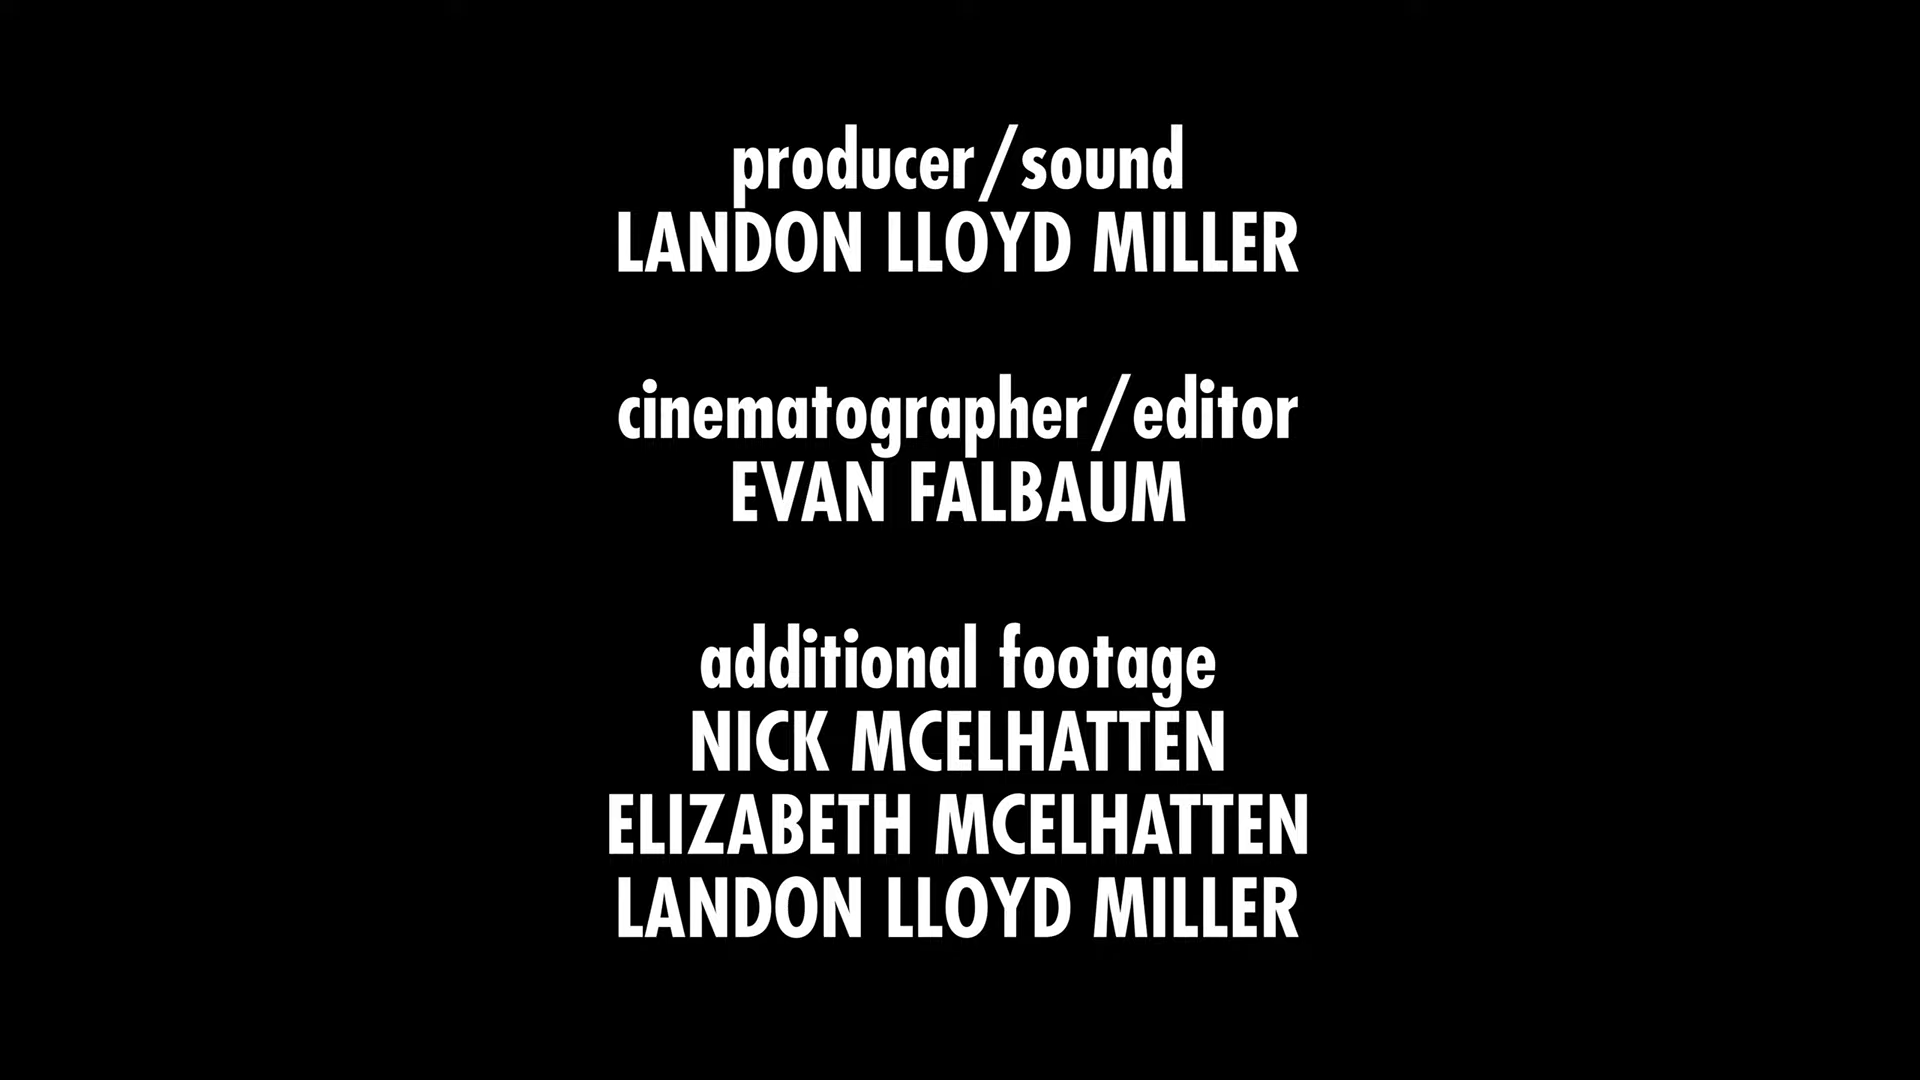 producer/sound
LANDON LLOYD MILLER
cinematographer/editor
EVAN FALBAUM
additional footage
NICK MCELHATTEN
ELIZABETH MCELHATTEN
LANDON LLOYD MILLER